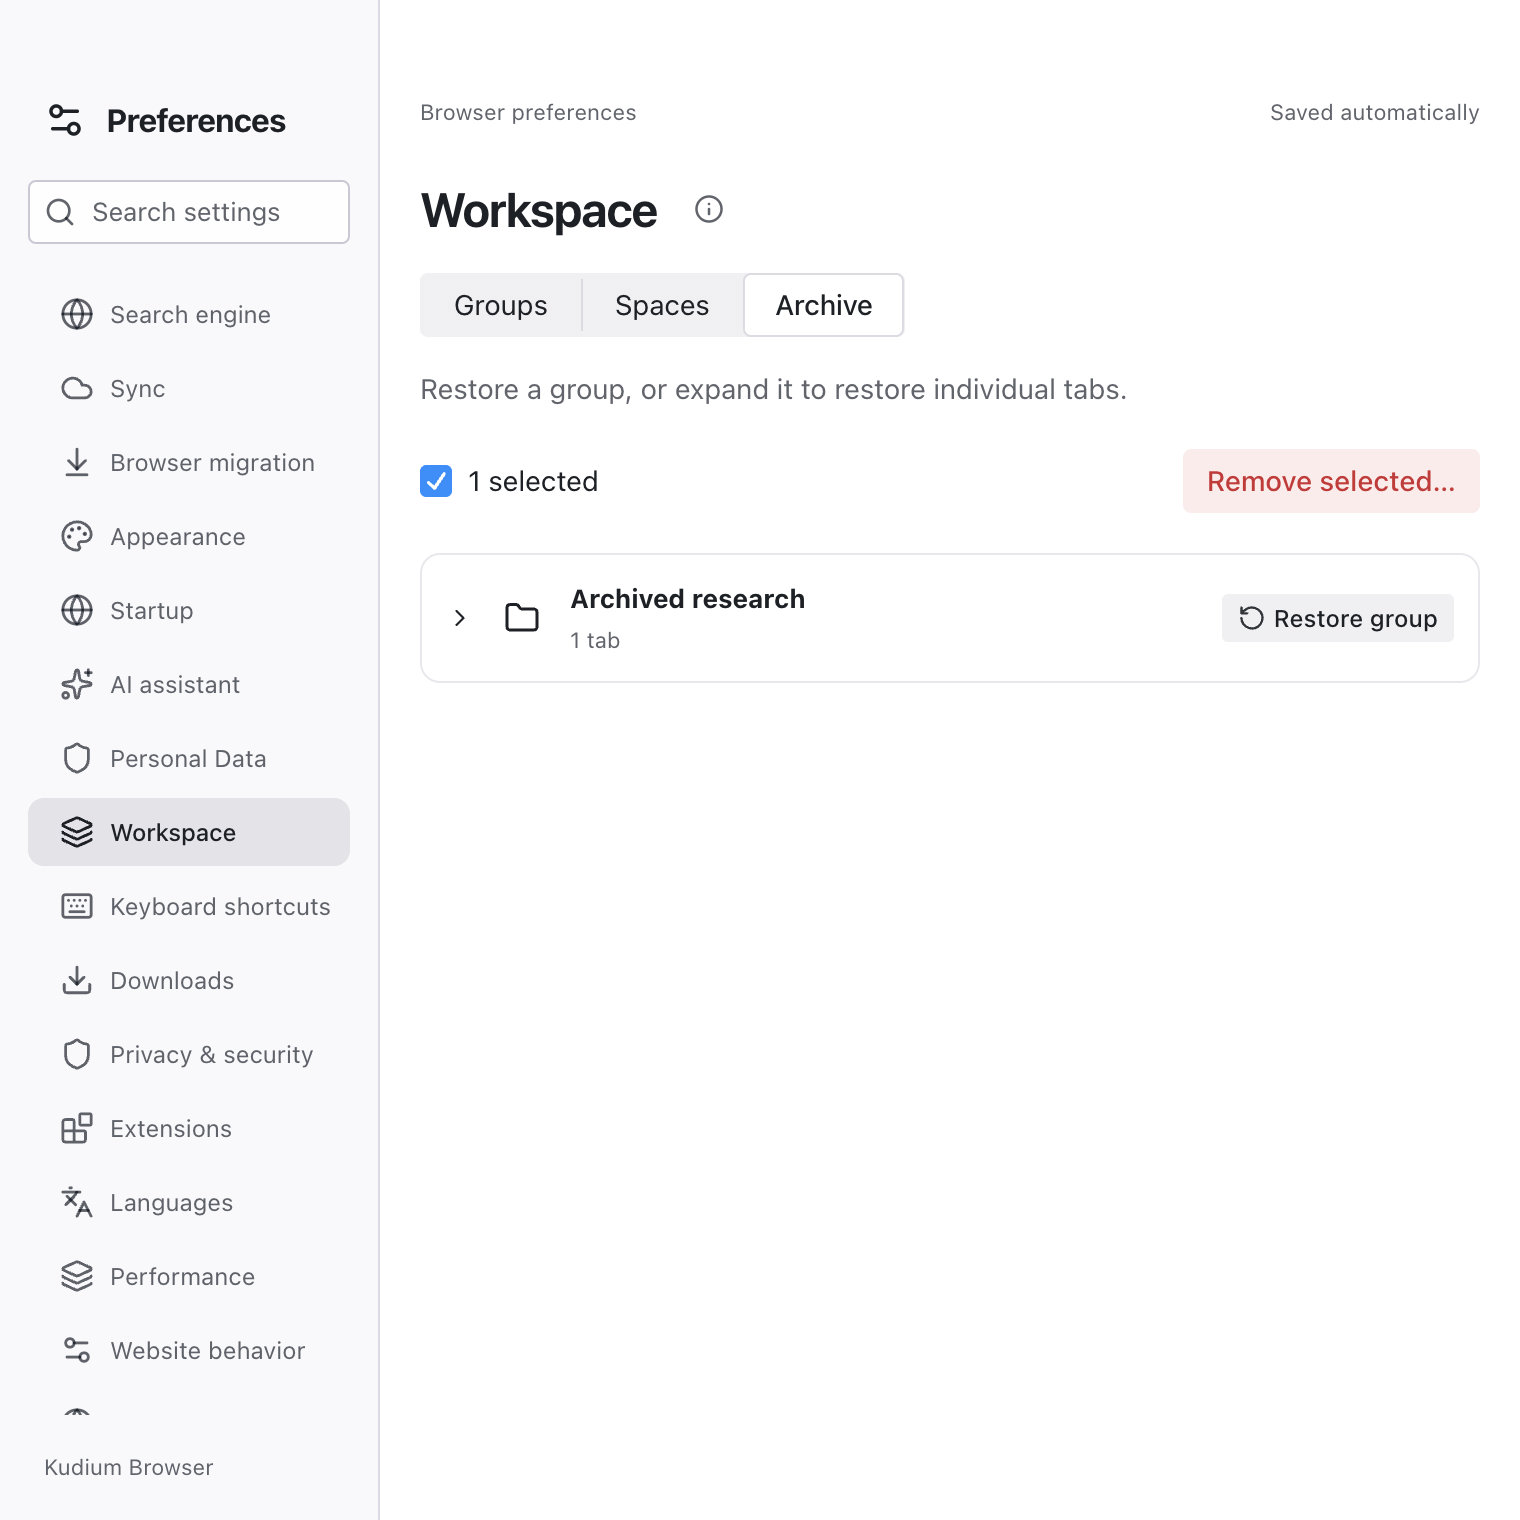 Preferences
Search settings
Search engine
Sync
Browser migration
Appearance
Startup
AI assistant
Personal Data
Workspace
Keyboard shortcuts
Downloads
Privacy & security
Extensions
Languages
Performance
Website behavior
Kudium Browser
Browser preferences
Saved automatically
Workspace
Groups
Spaces
Archive
Restore a group, or expand it to restore individual tabs.
1 selected
Remove selected...
Archived research
1 tab
Restore group